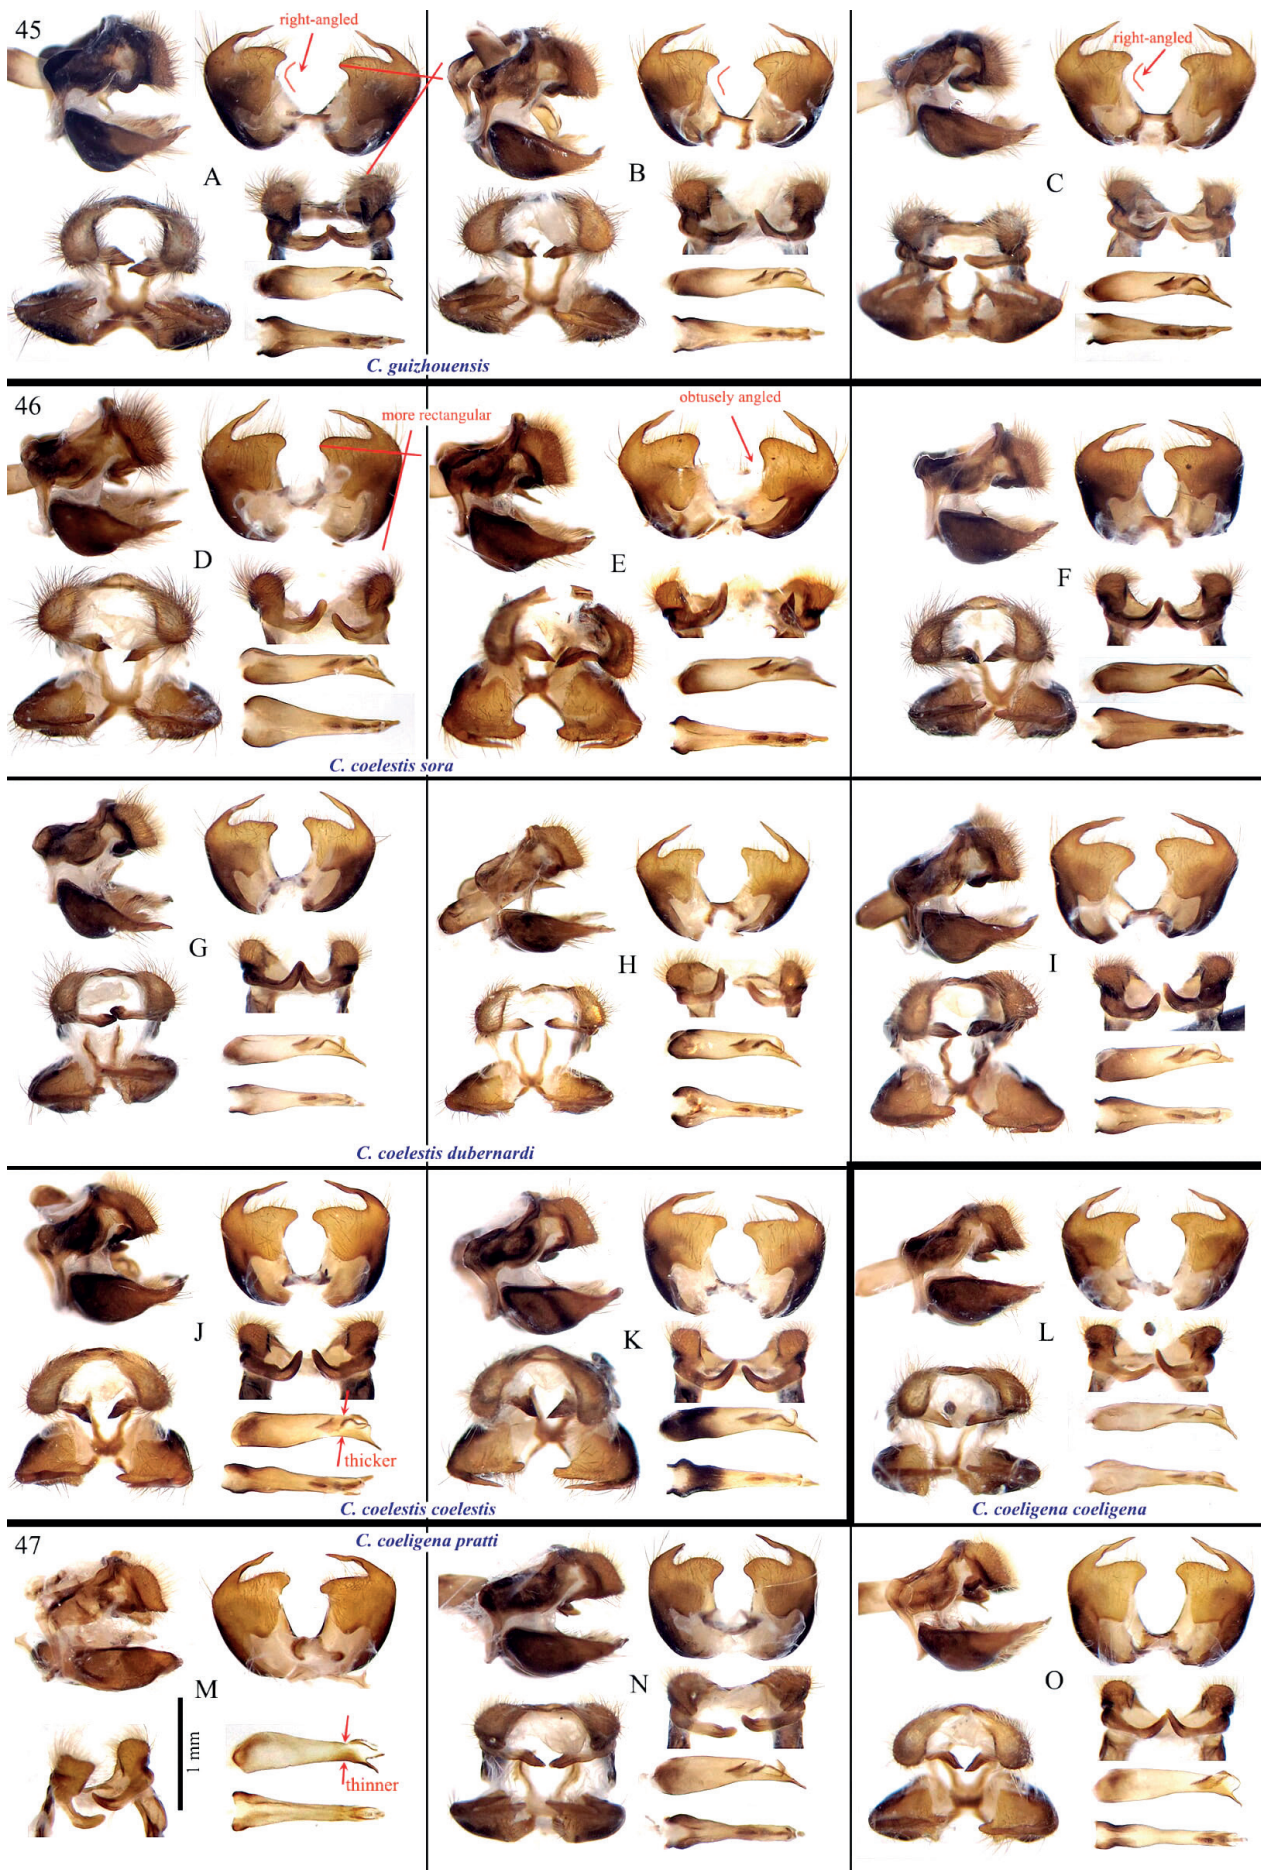 45
right-angled
right-angled
A
B
C
C. guizhouensis
46
more rectangular
obtusely angled
D
E
F
C. coelestis sora
G
H
I
C. coelestis dubernardi
J
K
L
thicker
C. coelestis coelestis
C. coeligena coeligena
47
C. coeligena pratti
M
N
O
1 mm
thinner